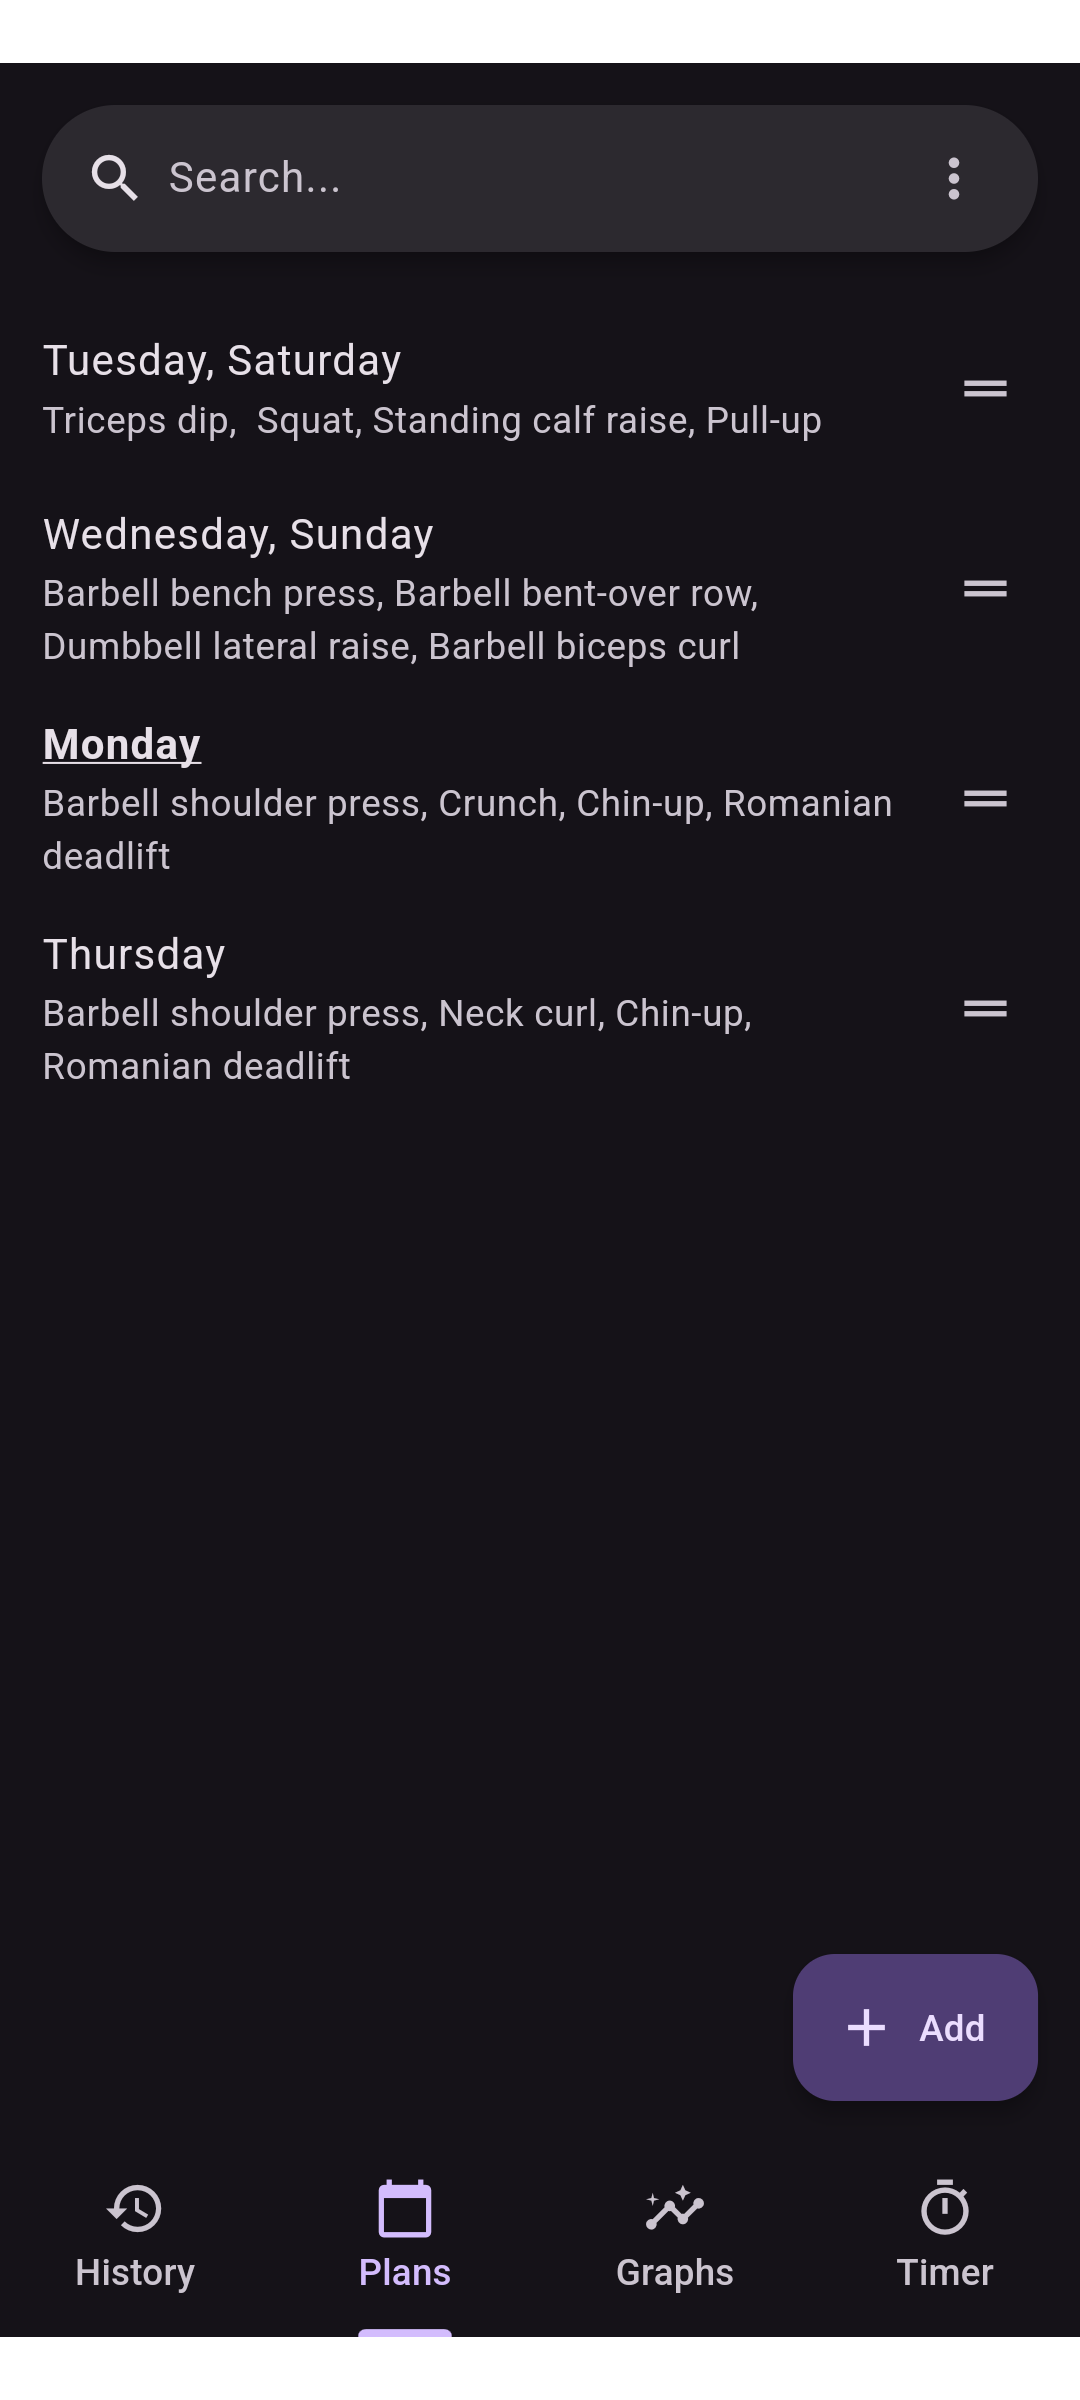 Search...
Tuesday, Saturday
Triceps dip,  Squat, Standing calf raise, Pull-up
Wednesday, Sunday
Barbell bench press, Barbell bent-over row,
Dumbbell lateral raise, Barbell biceps curl
Monday
Barbell shoulder press, Crunch, Chin-up, Romanian
deadlift
Thursday
Barbell shoulder press, Neck curl, Chin-up,
Romanian deadlift
Add
History
Plans
Graphs
Timer